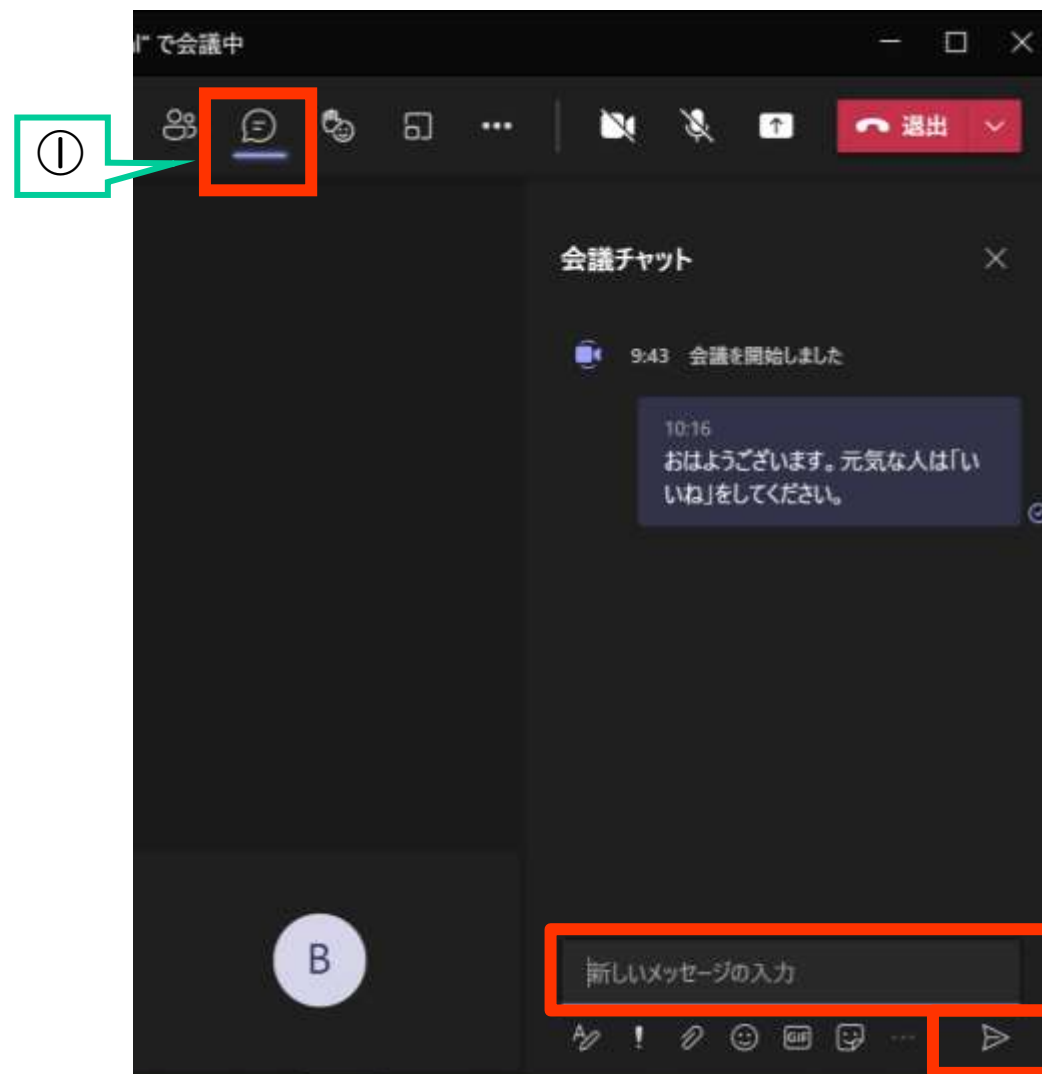 l" で会議中
①
退出
会議チャット
9:43 会議を開始しました
10:16
おはようございます。元気な人は「い
いね」をしてください。
B
新しいメッセージの入力
GIF